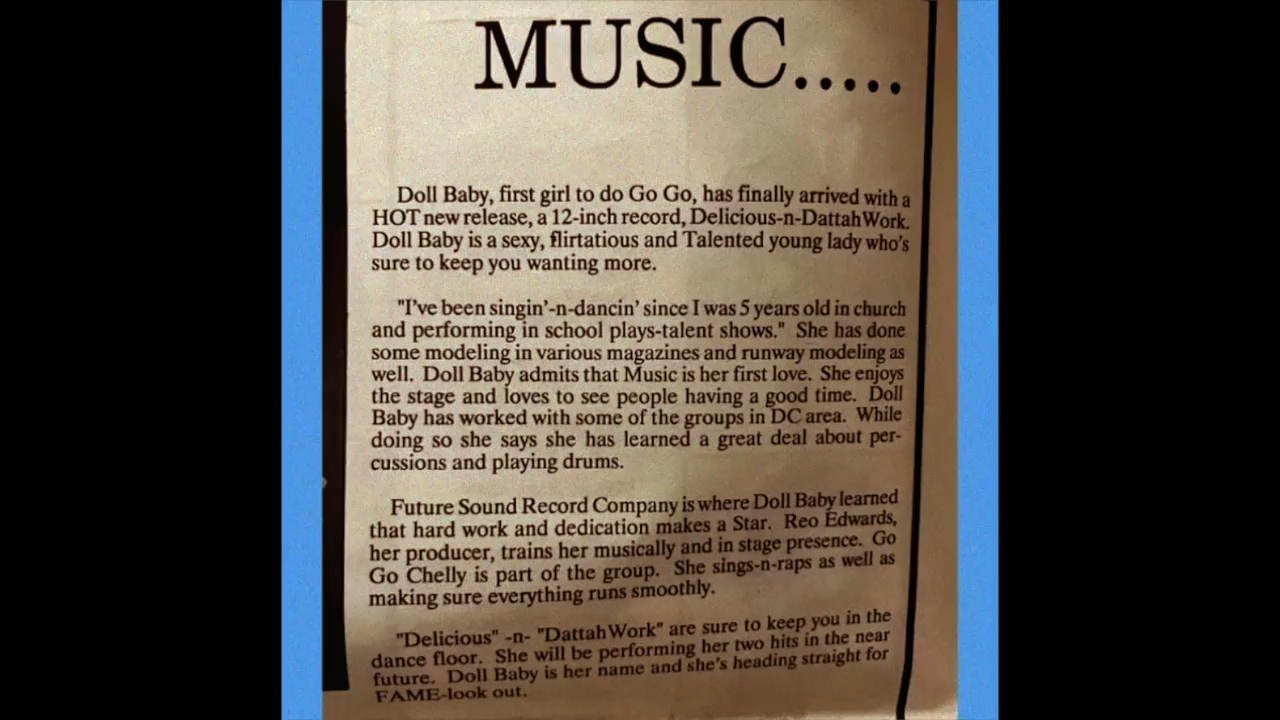 MUSIC.....
Doll Baby, first girl to do Go Go, has finally arrived with a
HOT new release, a 12-inch record, Delicious-n-DattahWork.
Doll Baby is a sexy, flirtatious and Talented young lady who's
sure to keep you wanting more.
"I've been singin'-n-dancin' since I was 5 years old in church
and performing in school plays-talent shows." She has done
some modeling in various magazines and runway modeling as
well. Doll Baby admits that Music is her first love. She enjoys
the stage and loves to see people having a good time. Doll
Baby has worked with some of the groups in DC area. While
doing so she says she has learned a great deal about per-
cussions and playing drums.
Future Sound Record Company is where Doll Baby learned
that hard work and dedication makes a Star. Reo Edwards,
her producer, trains her musically and in stage presence. Go
Go Chelly is part of the group. She sings-n-raps as well as
making sure everything runs smoothly.
"Delicious" -n- "DattahWork" are sure to keep you in the
dance floor. She will be performing her two hits in the near
future. Doll Baby is her name and she's heading straight for
FAME-look out.